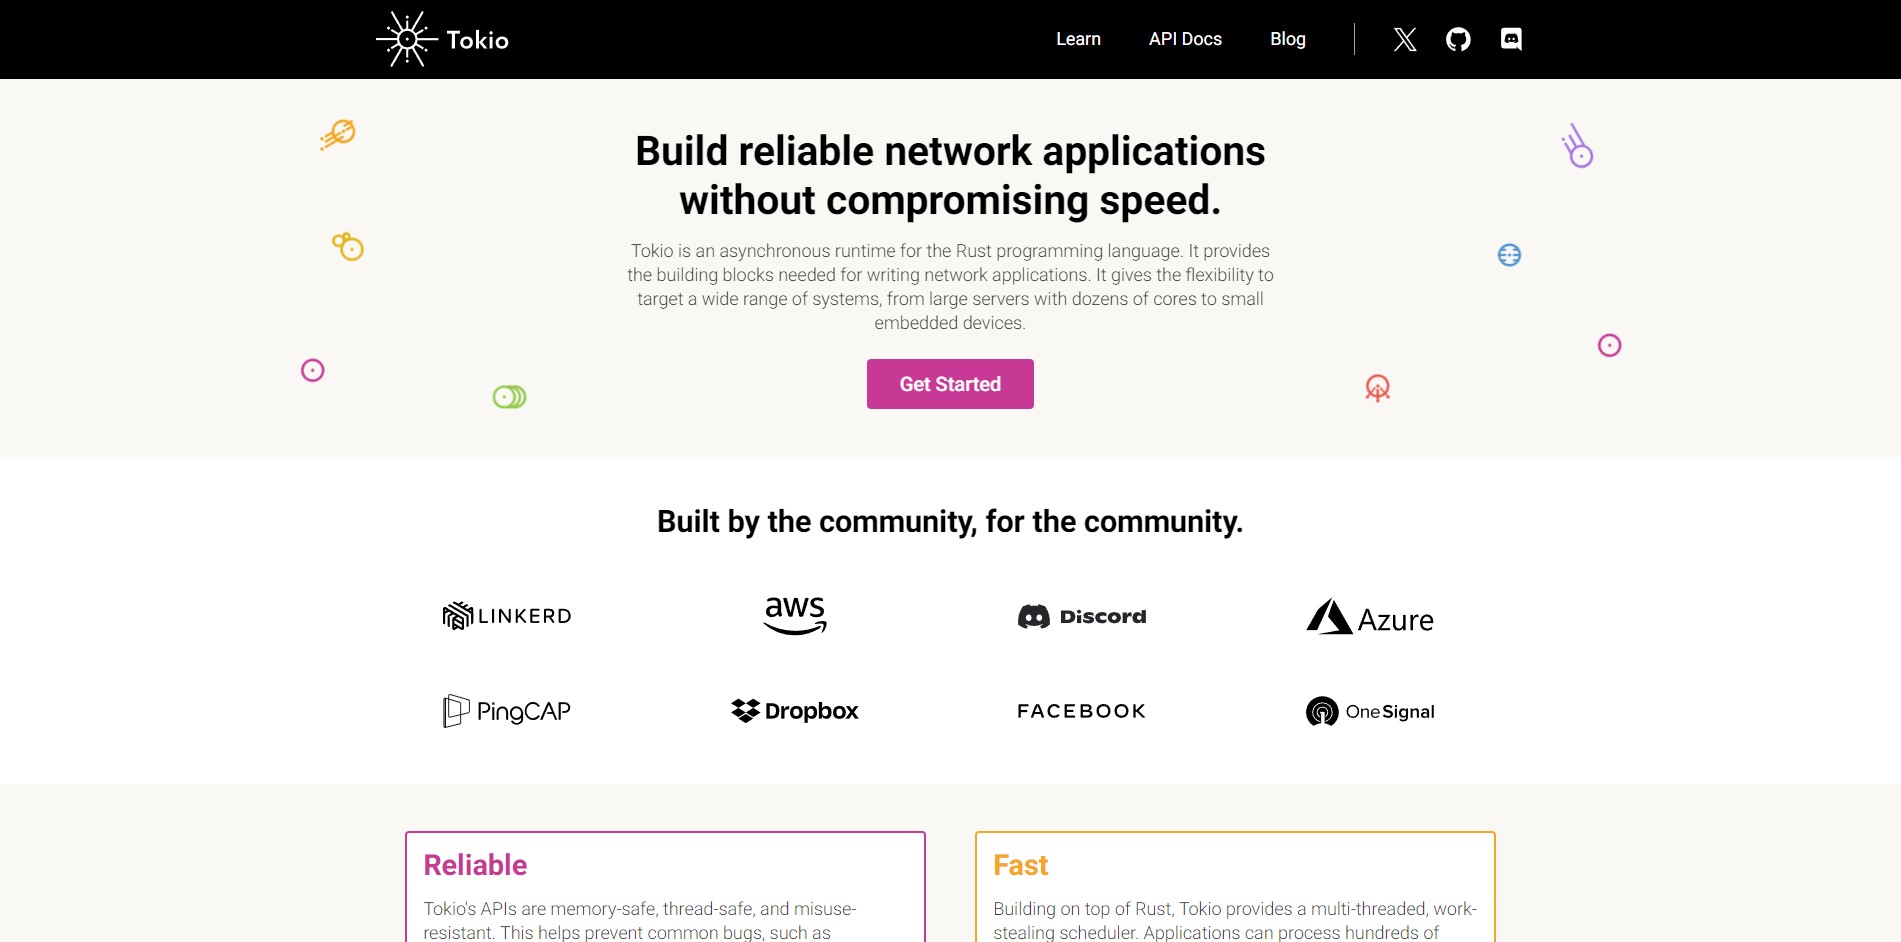 Tokio
Learn
API Docs
Blog
Build reliable network applications
without compromising speed.
Tokio is an asynchronous runtime for the Rust programming language. It provides
the building blocks needed for writing network applications. It gives the flexibility to
target a wide range of systems, from large servers with dozens of cores to small
embedded devices.
Get Started
Built by the community, for the community.
LINKERD
aws
Discord
Azure
PingCAP
Dropbox
FACEBOOK
OneSignal
Reliable
Tokio's APIs are memory-safe, thread-safe, and misuse-
resistant. This helps prevent common bugs, such as
Fast
Building on top of Rust, Tokio provides a multi-threaded, work-
stealing scheduler. Applications can process hundreds of